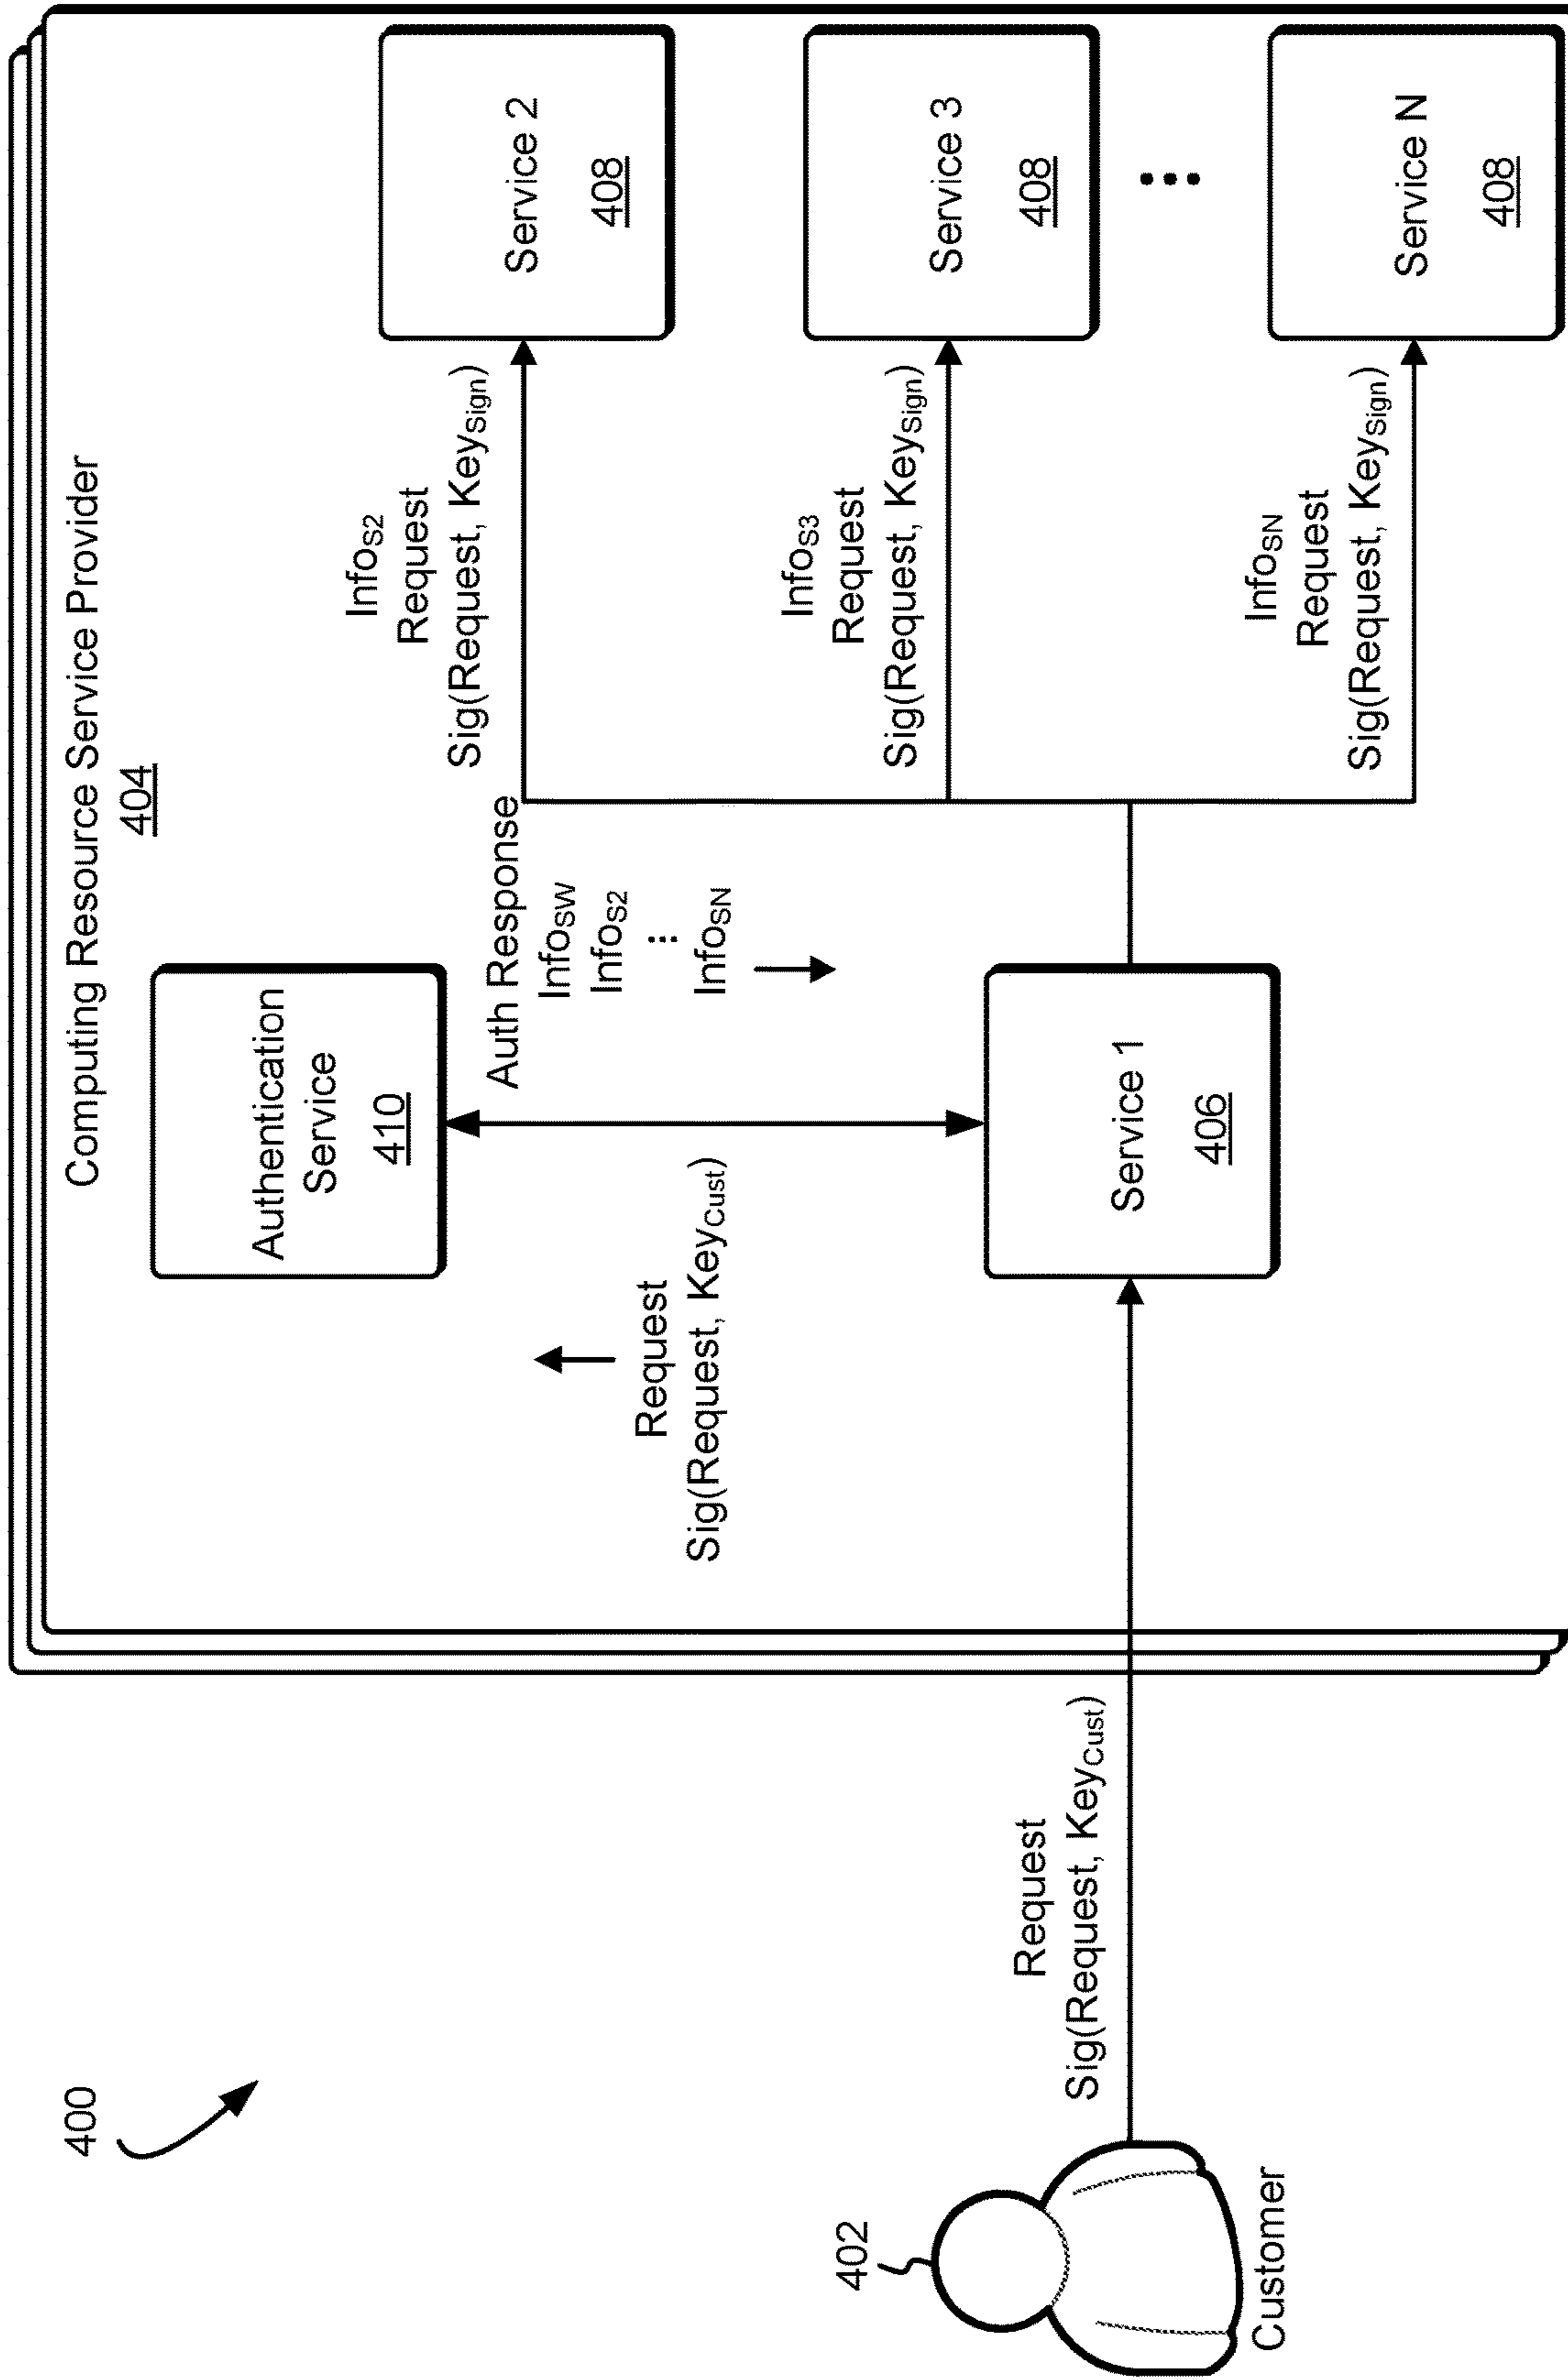 Computing Resource Service Provider
404
400
Authentication
Service
410
Request
Sig(Request, Key_Cust)
Auth Response
Info_SW
Info_S2
⋮
Info_SN
Info_S2
Request
Sig(Request, Key_Sign)
Service 2
408
Info_S3
Request
Sig(Request, Key_Sign)
Service 3
408
Info_SN
Request
Sig(Request, Key_Sign)
Service N
408
Service 1
406
Request
Sig(Request, Key_Cust)
402
Customer